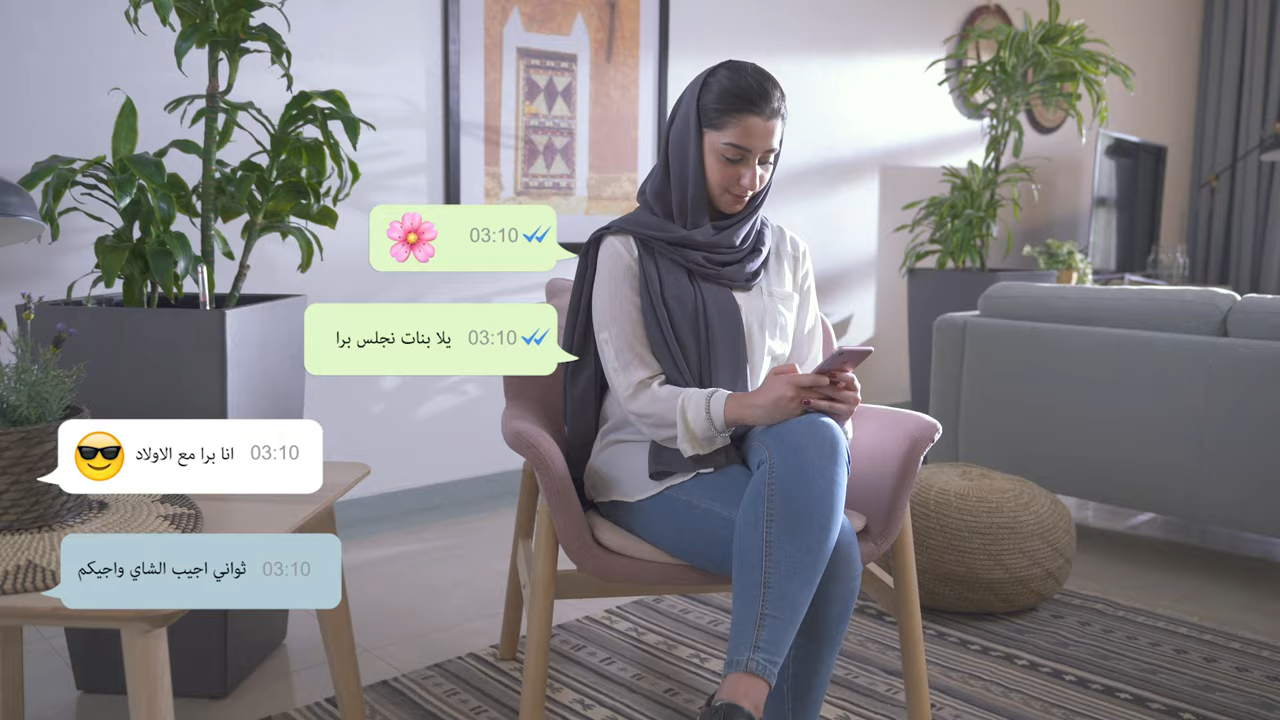 🌸 03:10
يلا بنات نجلس برا 03:10
😎 انا برا مع الاولاد 03:10
ثواني اجيب الشاي واجيكم 03:10